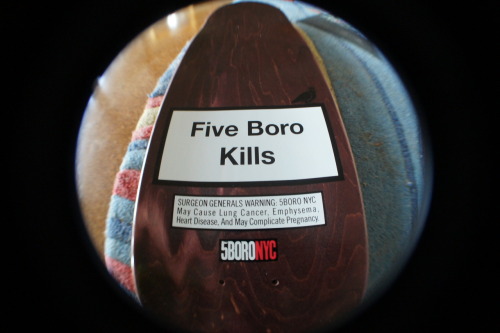 Five Boro
Kills
SURGEON GENERALS WARNING: 5BORO NYC
May Cause Lung Cancer, Emphysema,
Heart Disease, And May Complicate Pregnancy.
5BORONYC